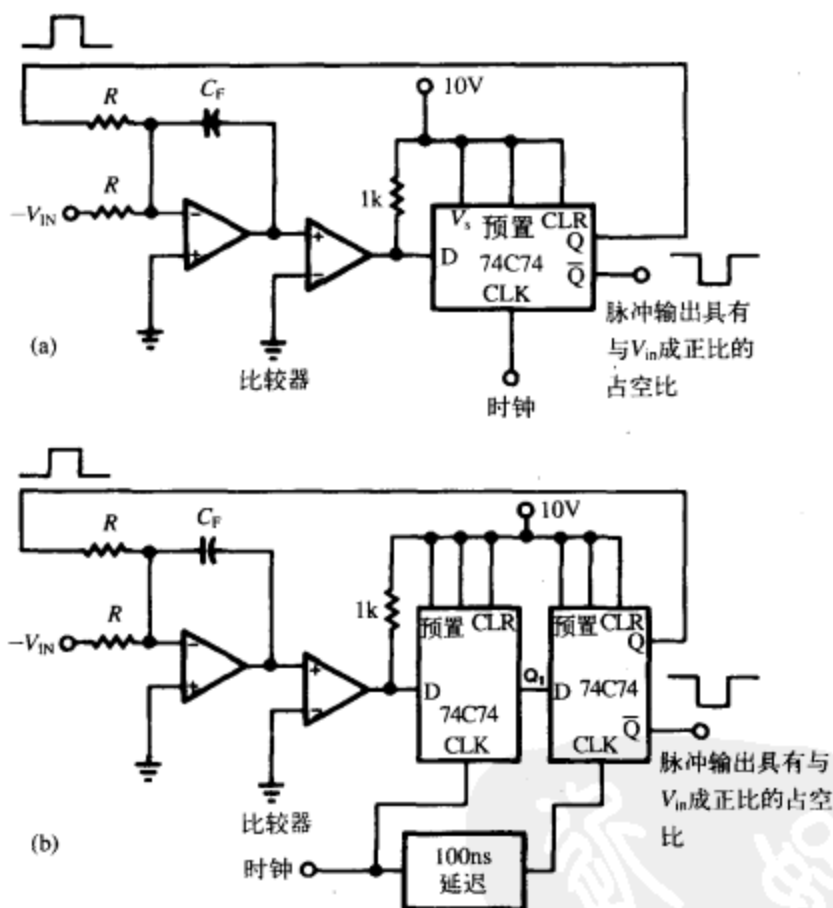 10V
R
C_F
R
-V_IN
1k
V_s 预置 CLR
Q
D
74C74
Q̅
CLK
脉冲输出具有
与V_in成正比的
占空比
(a)
比较器
时钟
10V
R
C_F
R
-V_IN
1k
预置 CLR
预置 CLR
Q
D
Q₁
D
74C74
74C74
Q̅
CLK
CLK
脉冲输出具有与
V_in成正比的占空
比
比较器
(b)
时钟
100ns
延迟